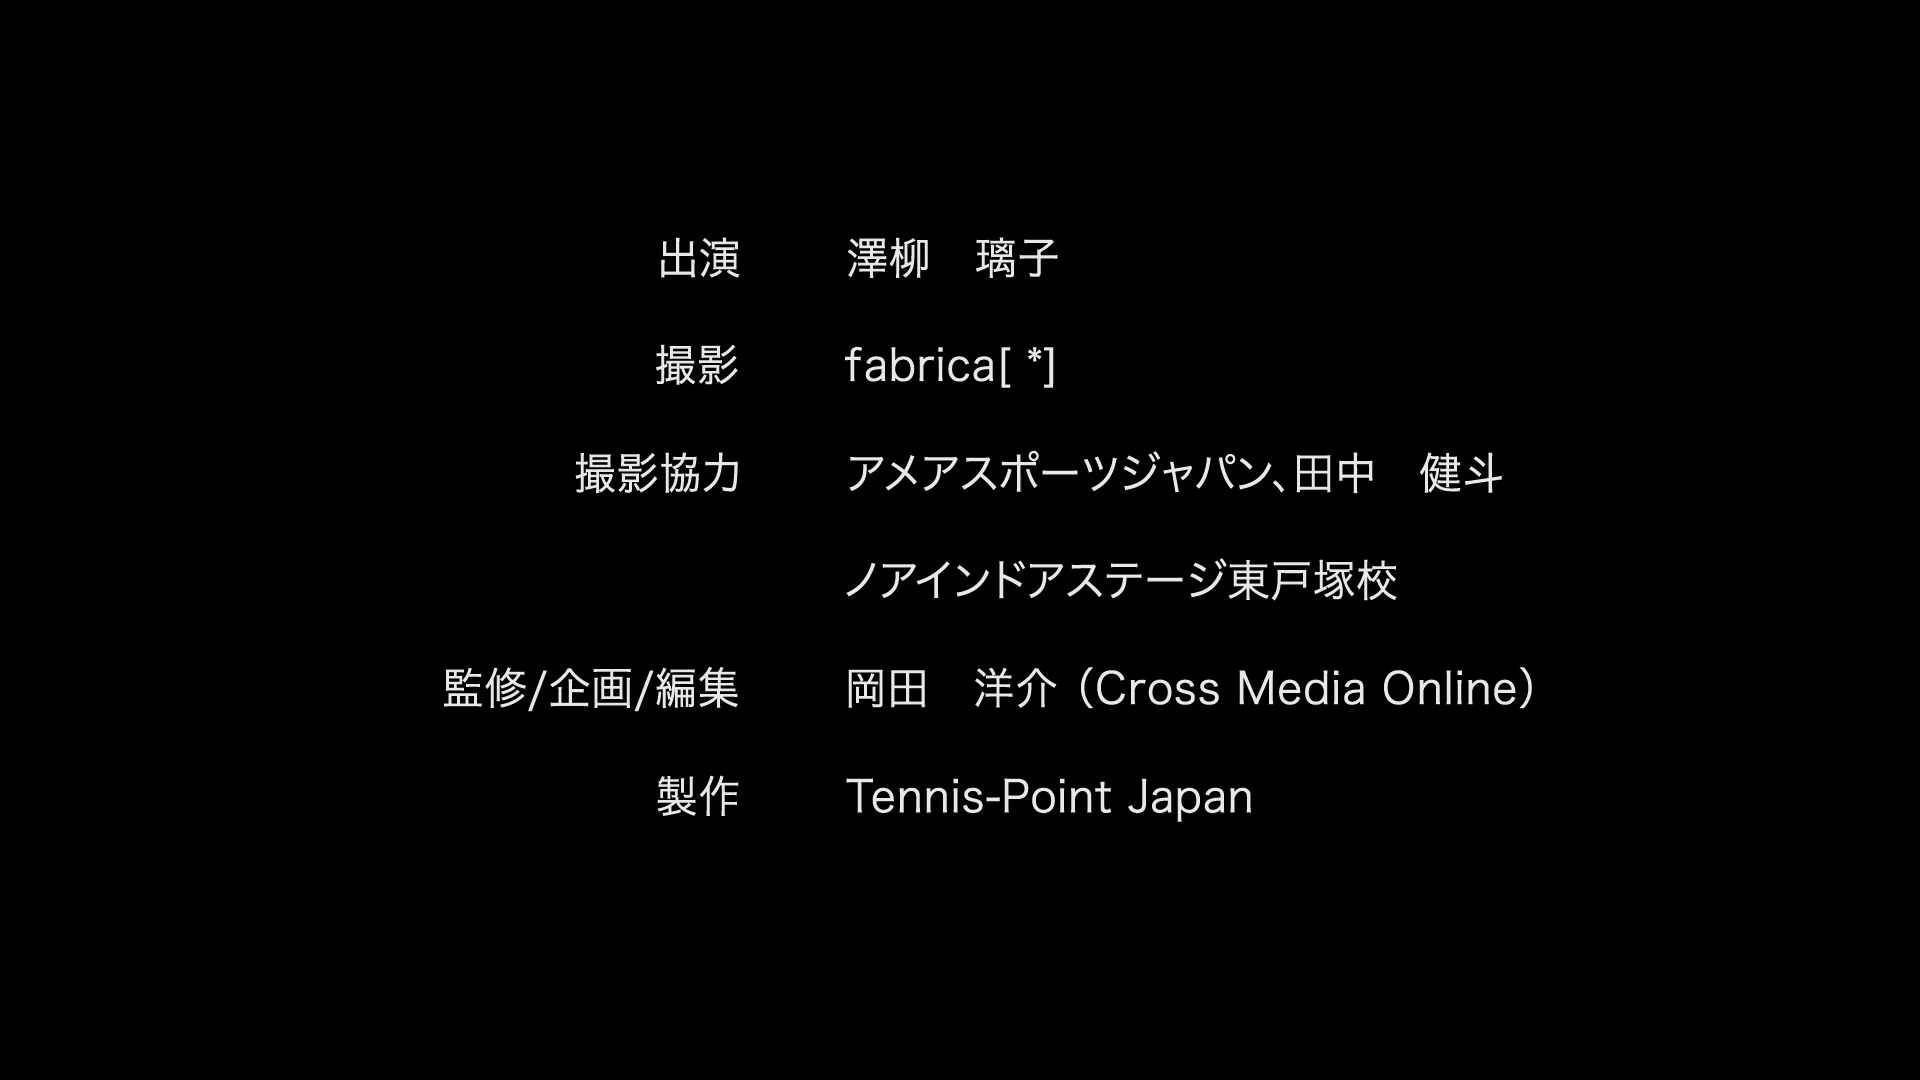 出演 澤柳　璃子
撮影 fabrica[ *]
撮影協力 アメアスポーツジャパン、田中　健斗
ノアインドアステージ東戸塚校
監修/企画/編集 岡田　洋介（Cross Media Online）
製作 Tennis-Point Japan